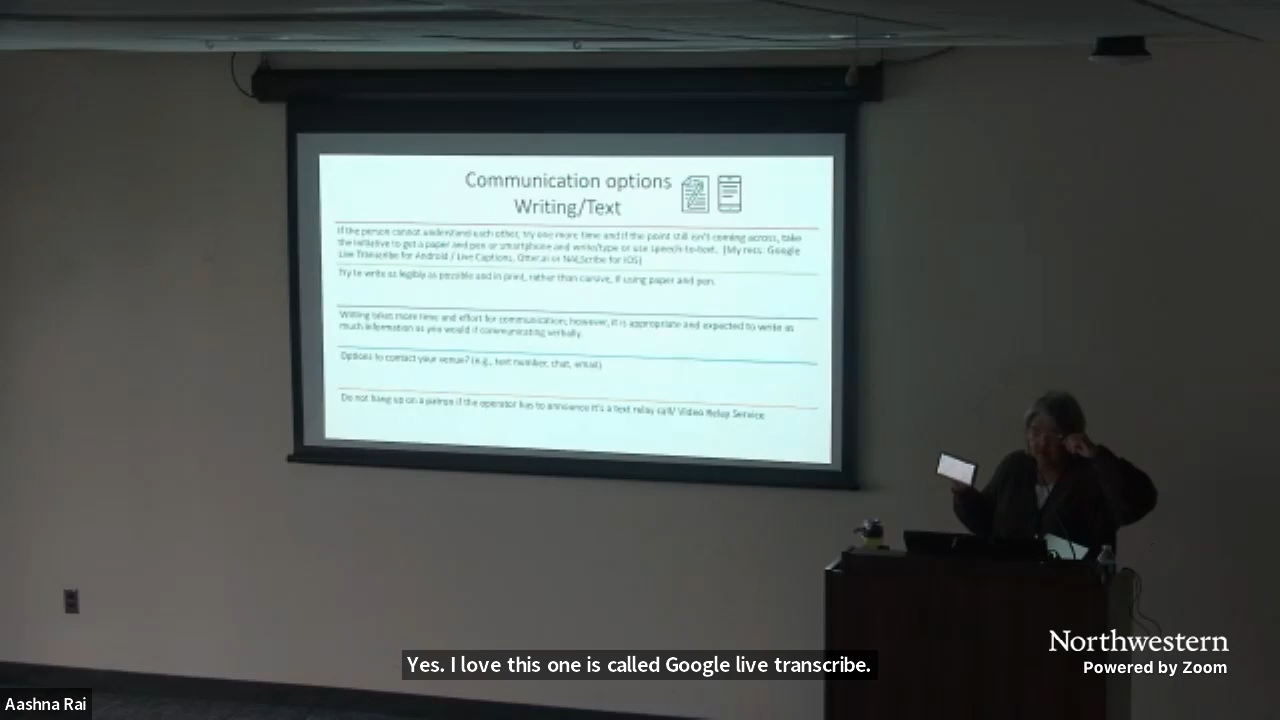 Communication options
Writing/Text
If the person cannot understand each other, try one more time and if the point still isn't coming across, take
the initiative to get a paper and pen or smartphone and write/type or use speech-to-text. (My recs: Google
Live Transcribe for Android / Live Captions, Otter.ai or NALScribe for iOS)
Try to write as legibly as possible and in print, rather than cursive, if using paper and pen.
Writing takes more time and effort for communication; however, it is appropriate and expected to write as
much information as you would if communicating verbally.
Options to contact your venue? (e.g., text number, chat, email)
Do not hang up on a patron if the operator has to announce it's a text relay call/ Video Relay Service
Northwestern
Powered by Zoom
Yes. I love this one is called Google live transcribe.
Aashna Rai